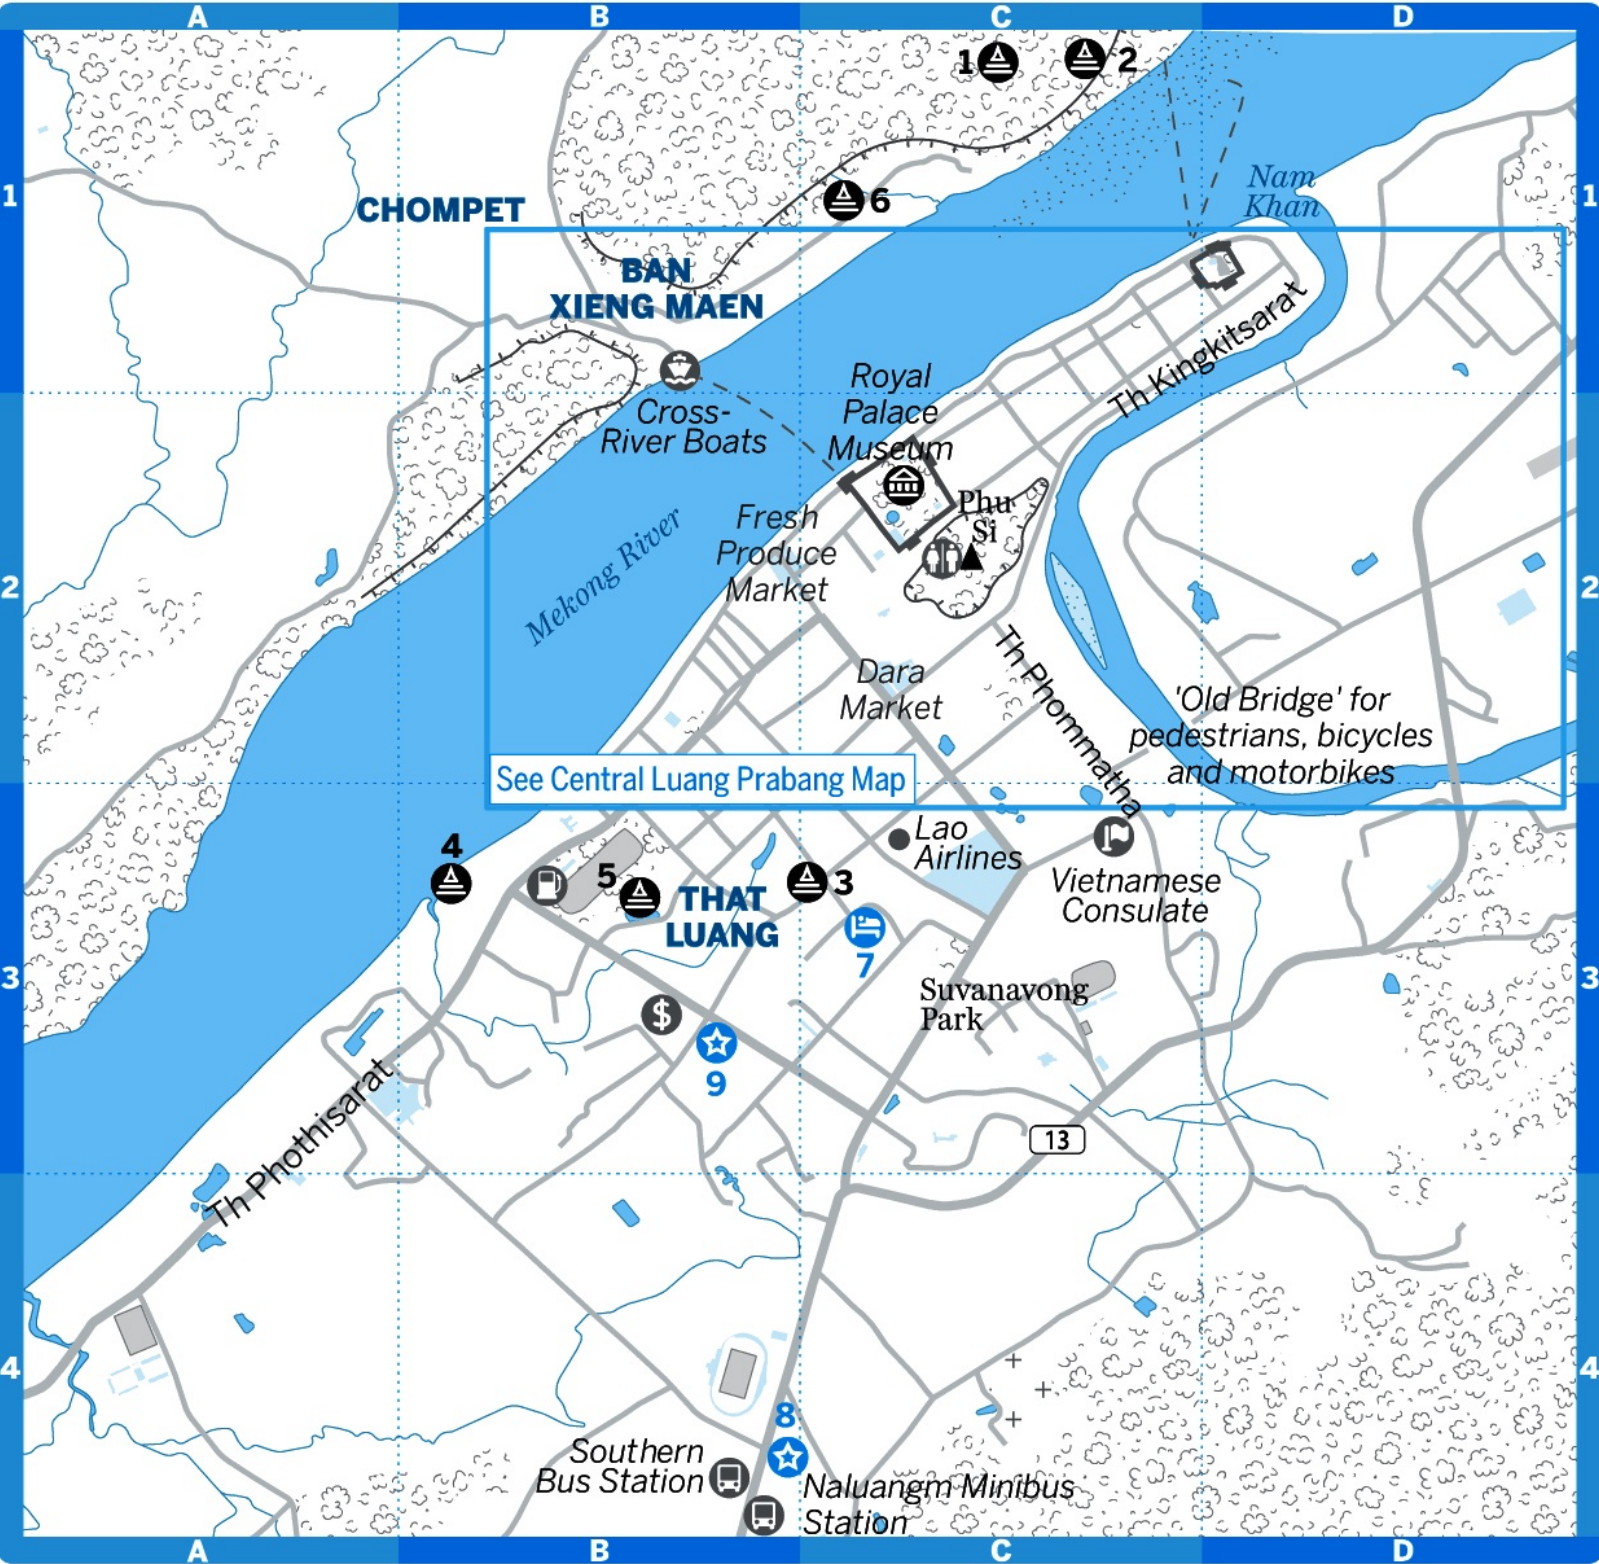 A B C D
1 2
1 Nam 1
Khan
6
CHOMPET
BAN
XIENG MAEN
Th Kingkitsarat
Royal
Palace
Museum
Cross-
River Boats
Phu
Si
Fresh
Produce
Market
Mekong River
2 2
Th Phommatha
Dara
Market
'Old Bridge' for
pedestrians, bicycles
and motorbikes
See Central Luang Prabang Map
Lao
Airlines
4
5
3
Vietnamese
Consulate
THAT
LUANG
7
3 3
Suvanavong
Park
$
9
Th Phothisarat
13
4 4
8
Southern
Bus Station
Naluangm Minibus
Station
A B C D